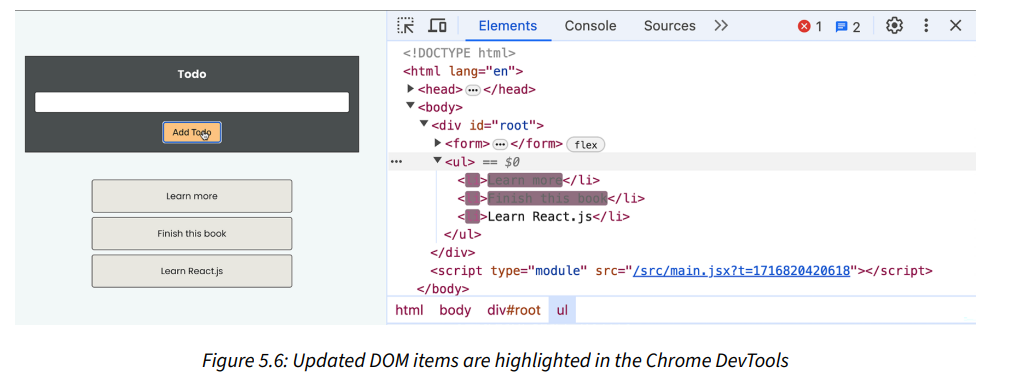 Elements Console Sources 1 2
<!DOCTYPE html>
Todo
<html lang="en">
<head> </head>
<body>
Add Todo
<div id="root">
<form> </form> flex
<ul> == $0
Learn more
<li>Learn more</li>
Finish this book
<li>Finish this book</li>
Learn React.js
<li>Learn React.js</li>
</ul>
</div>
<script type="module" src="/src/main.jsx?t=1716820420618"></script>
</body>
html body div#root ul
Figure 5.6: Updated DOM items are highlighted in the Chrome DevTools